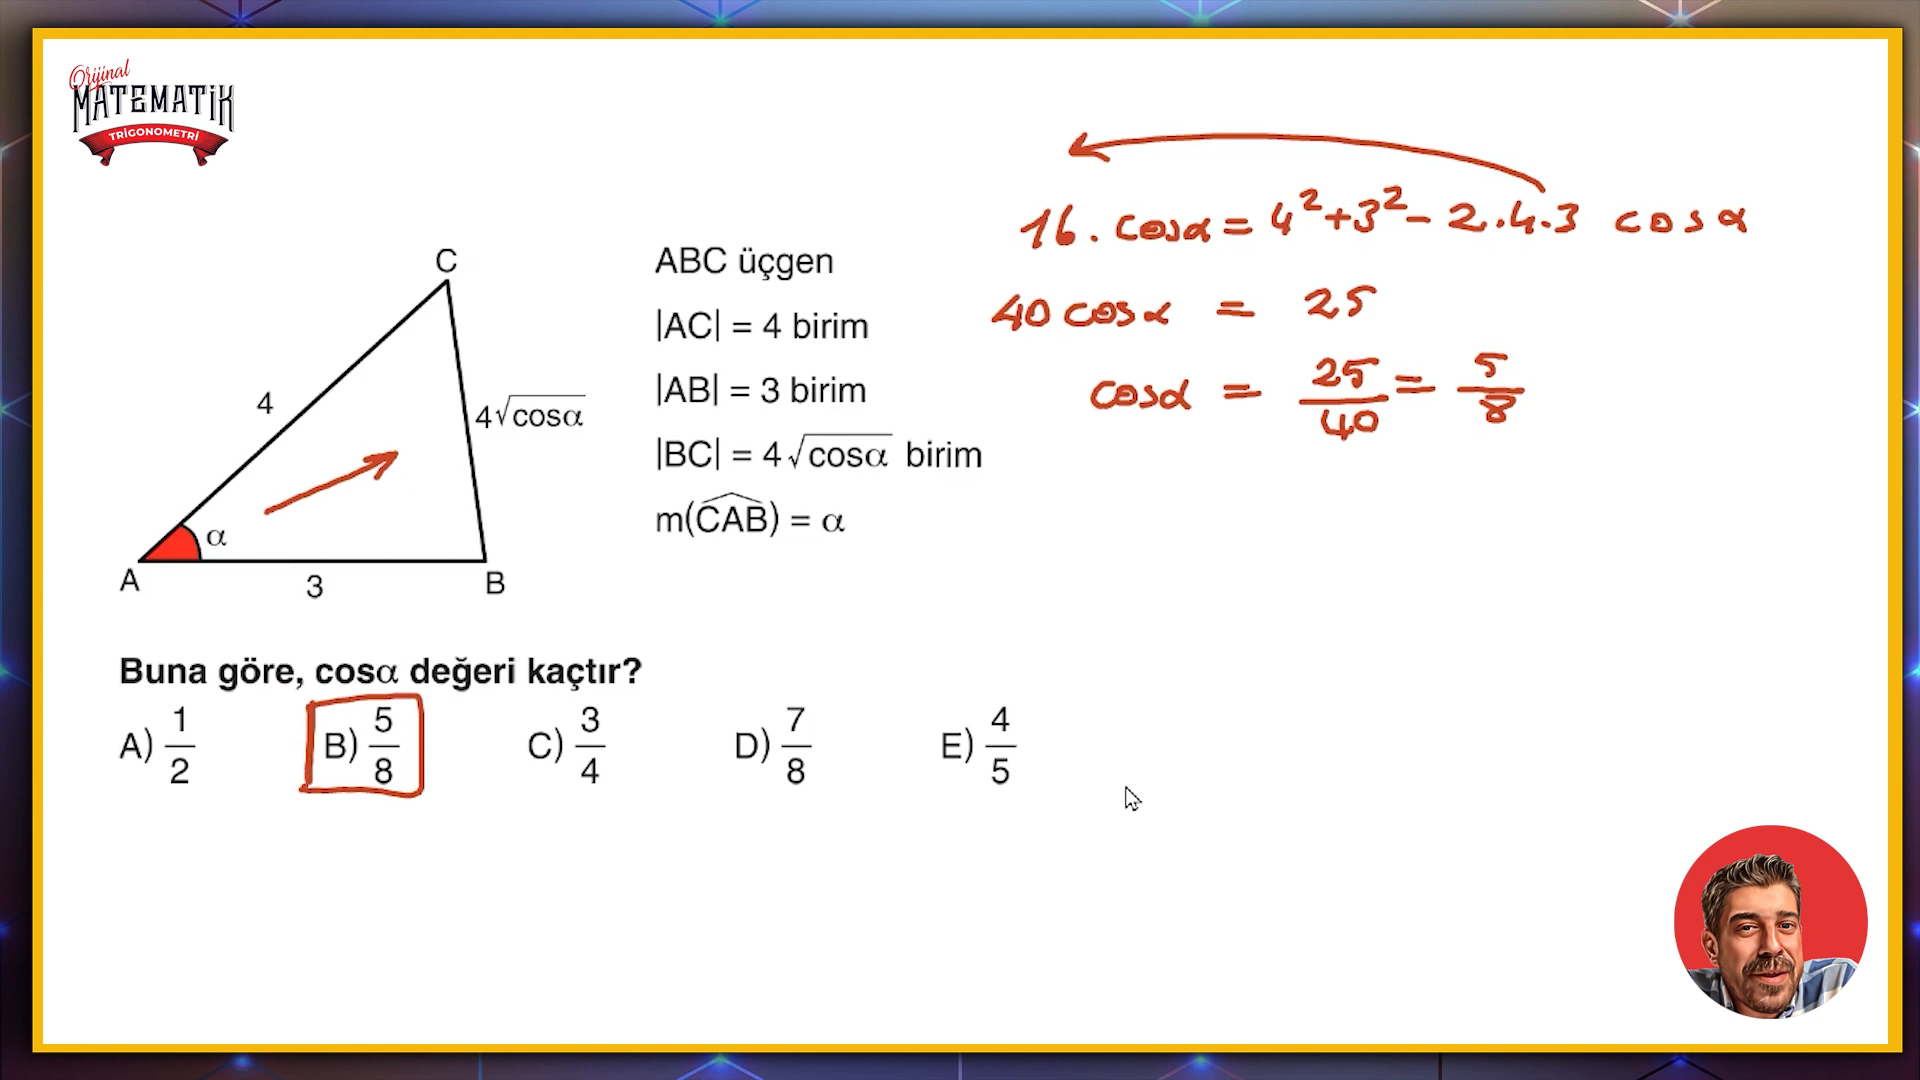 Orijinal
MATEMATİK
TRİGONOMETRİ
16 . cosα = 4² + 3² - 2.4.3 cosα
40 cosα = 25
cosα = 25/40 = 5/8
C
4
4√cosα
α
A
3
B
ABC üçgen
|AC| = 4 birim
|AB| = 3 birim
|BC| = 4√cosα birim
m(CAB) = α
Buna göre, cosα değeri kaçtır?
A) 1/2 B) 5/8 C) 3/4 D) 7/8 E) 4/5